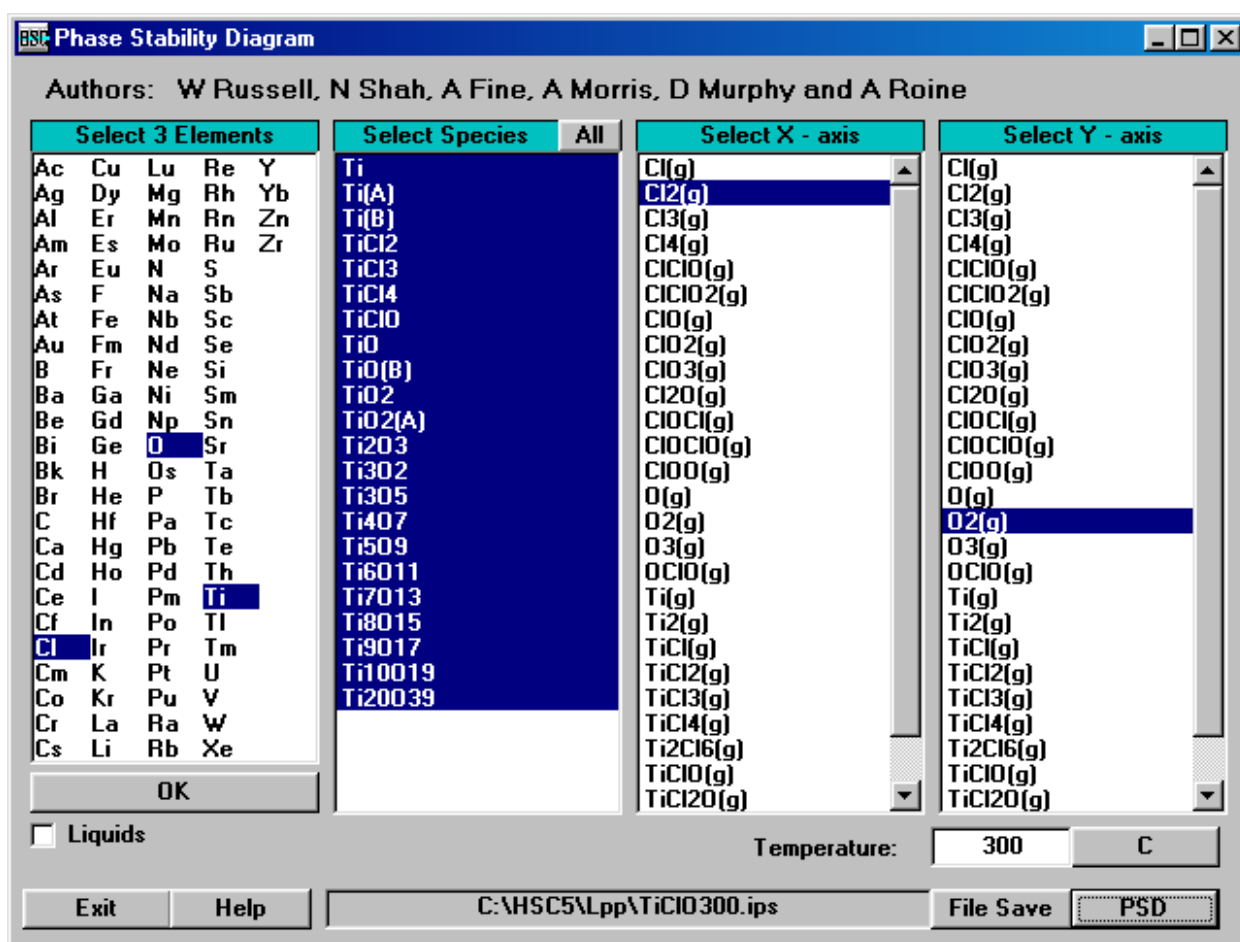 HSC Phase Stability Diagram
Authors: W Russell, N Shah, A Fine, A Morris, D Murphy and A Roine
Select 3 Elements
Ac Cu Lu Re Y
Ag Dy Mg Rh Yb
Al Er Mn Rn Zn
Am Es Mo Ru Zr
Ar Eu N S
As F Na Sb
At Fe Nb Sc
Au Fm Nd Se
B Fr Ne Si
Ba Ga Ni Sm
Be Gd Np Sn
Bi Ge O Sr
Bk H Os Ta
Br He P Tb
C Hf Pa Tc
Ca Hg Pb Te
Cd Ho Pd Th
Ce I Pm Ti
Cf In Po Tl
Cl Ir Pr Tm
Cm K Pt U
Co Kr Pu V
Cr La Ra W
Cs Li Rb Xe
OK
Liquids
Select Species All
Ti
Ti(A)
Ti(B)
TiCl2
TiCl3
TiCl4
TiClO
TiO
TiO(B)
TiO2
TiO2(A)
Ti2O3
Ti3O2
Ti3O5
Ti4O7
Ti5O9
Ti6O11
Ti7O13
Ti8O15
Ti9O17
Ti10O19
Ti20O39
Select X - axis
Cl(g)
Cl2(g)
Cl3(g)
Cl4(g)
ClClO(g)
ClClO2(g)
ClO(g)
ClO2(g)
ClO3(g)
Cl2O(g)
ClOCl(g)
ClOClO(g)
ClOO(g)
O(g)
O2(g)
O3(g)
OClO(g)
Ti(g)
Ti2(g)
TiCl(g)
TiCl2(g)
TiCl3(g)
TiCl4(g)
Ti2Cl6(g)
TiClO(g)
TiCl2O(g)
Select Y - axis
Cl(g)
Cl2(g)
Cl3(g)
Cl4(g)
ClClO(g)
ClClO2(g)
ClO(g)
ClO2(g)
ClO3(g)
Cl2O(g)
ClOCl(g)
ClOClO(g)
ClOO(g)
O(g)
O2(g)
O3(g)
OClO(g)
Ti(g)
Ti2(g)
TiCl(g)
TiCl2(g)
TiCl3(g)
TiCl4(g)
Ti2Cl6(g)
TiClO(g)
TiCl2O(g)
Temperature: 300 C
Exit Help C:\HSC5\Lpp\TiClO300.ips File Save PSD